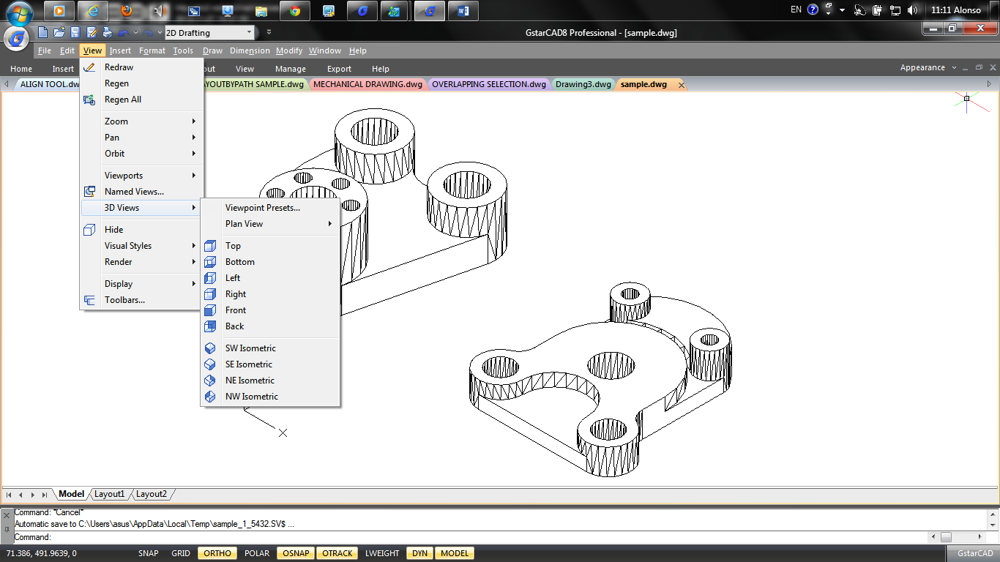 EN
11:11 Alonso
2D Drafting
GstarCAD8 Professional - [sample.dwg]
File Edit View Insert Format Tools Draw Dimension Modify Window Help
Home Insert out View Manage Export Help Appearance
ALIGN TOOL.dw AYOUTBYPATH SAMPLE.dwg MECHANICAL DRAWING.dwg OVERLAPPING SELECTION.dwg Drawing3.dwg sample.dwg
Redraw
Regen
Regen All
Zoom
Pan
Orbit
Viewports
Named Views...
3D Views
Hide
Visual Styles
Render
Display
Toolbars...
Viewpoint Presets...
Plan View
Top
Bottom
Left
Right
Front
Back
SW Isometric
SE Isometric
NE Isometric
NW Isometric
Model Layout1 Layout2
Command: *Cancel*
Automatic save to C:\Users\asus\AppData\Local\Temp\sample_1_5432.SV$ ...
Command:
71.386, 491.9639, 0 SNAP GRID ORTHO POLAR OSNAP OTRACK LWEIGHT DYN MODEL GstarCAD